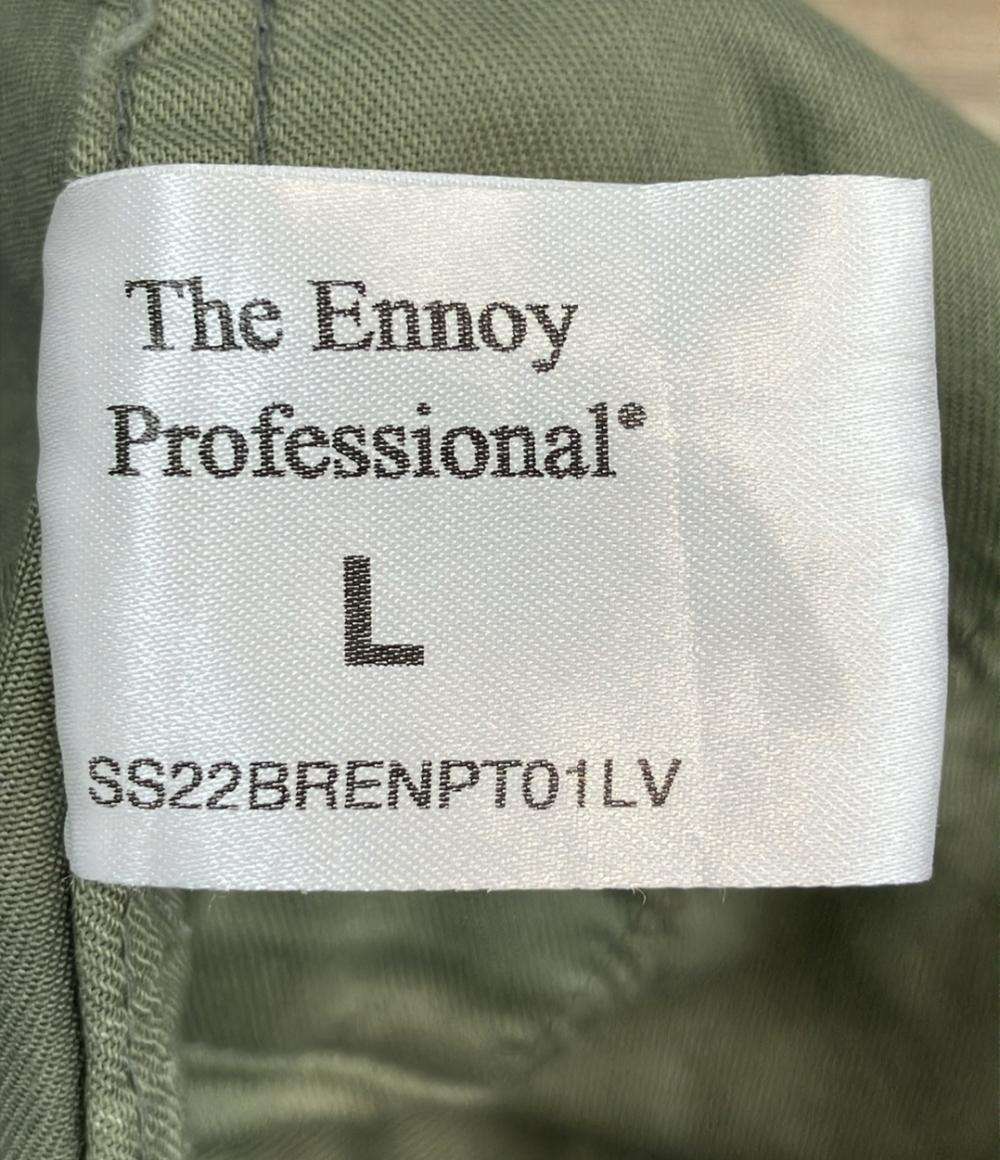 The Ennoy
Professional®
L
SS22BRENPT01LV